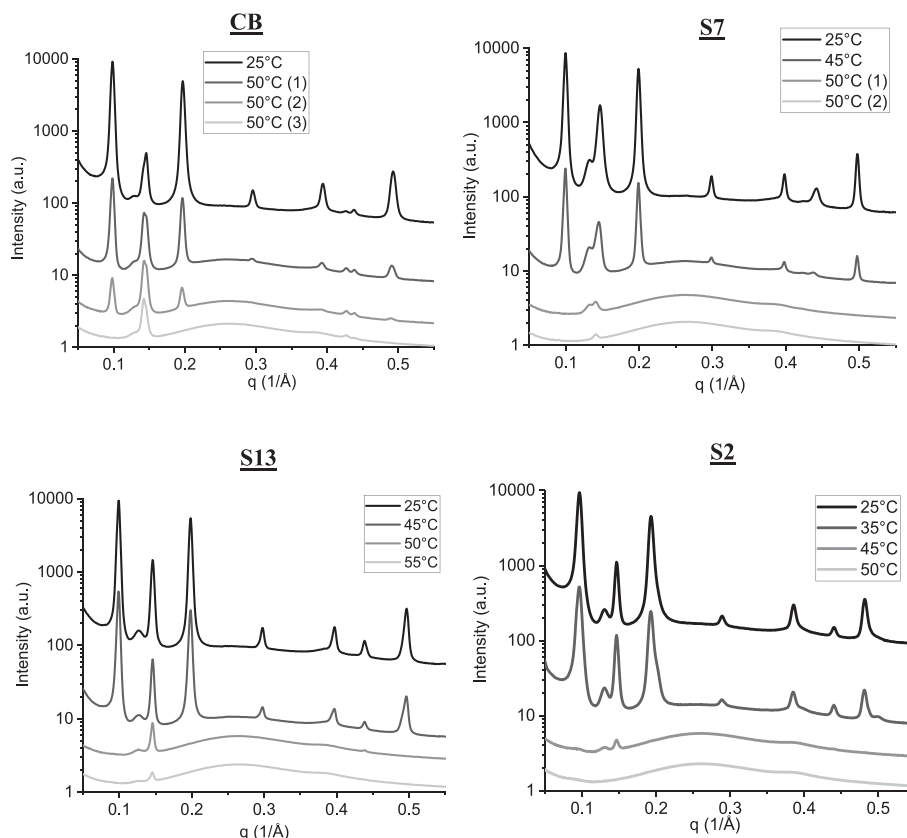 CB
25°C
50°C (1)
50°C (2)
50°C (3)
10000
1000
100
10
1
Intensity (a.u.)
0.1 0.2 0.3 0.4 0.5
q (1/Å)
S7
25°C
45°C
50°C (1)
50°C (2)
10000
1000
100
10
1
Intensity (a.u.)
0.1 0.2 0.3 0.4 0.5
q (1/Å)
S13
25°C
45°C
50°C
55°C
10000
1000
100
10
1
Intensity (a.u.)
0.1 0.2 0.3 0.4 0.5
q (1/Å)
S2
25°C
35°C
45°C
50°C
10000
1000
100
10
1
Intensity (a.u.)
0.1 0.2 0.3 0.4 0.5
q (1/Å)